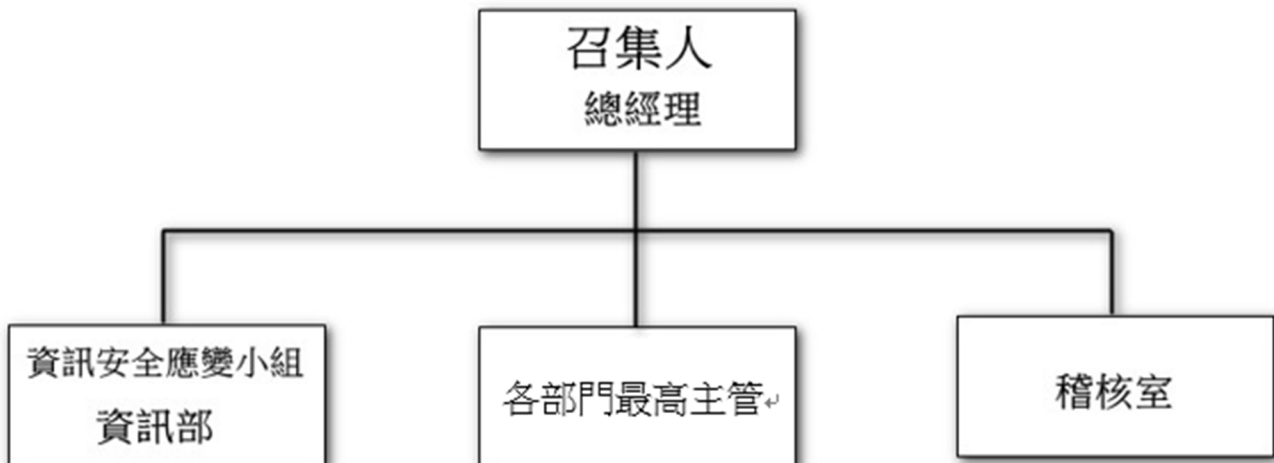 召集人
總經理
資訊安全應變小組
資訊部
各部門最高主管
稽核室